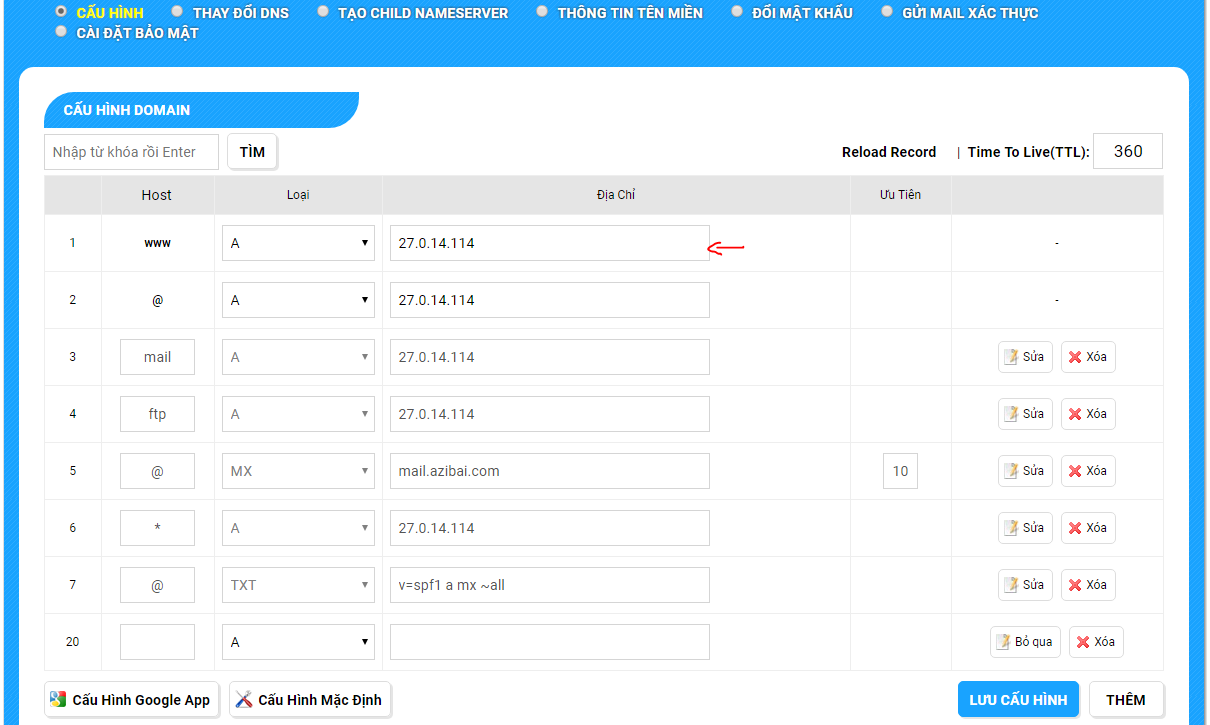 CẤU HÌNH THAY ĐỔI DNS TẠO CHILD NAMESERVER THÔNG TIN TÊN MIỀN ĐỔI MẬT KHẨU GỬI MAIL XÁC THỰC
CÀI ĐẶT BẢO MẬT
CẤU HÌNH DOMAIN
Nhập từ khóa rồi Enter TÌM Reload Record | Time To Live(TTL): 360
Host Loại Địa Chỉ Ưu Tiên
1 www A 27.0.14.114 -
2 @ A 27.0.14.114 -
3 mail A 27.0.14.114 Sửa Xóa
4 ftp A 27.0.14.114 Sửa Xóa
5 @ MX mail.azibai.com 10 Sửa Xóa
6 * A 27.0.14.114 Sửa Xóa
7 @ TXT v=spf1 a mx ~all Sửa Xóa
20 A Bỏ qua Xóa
Cấu Hình Google App Cấu Hình Mặc Định LƯU CẤU HÌNH THÊM